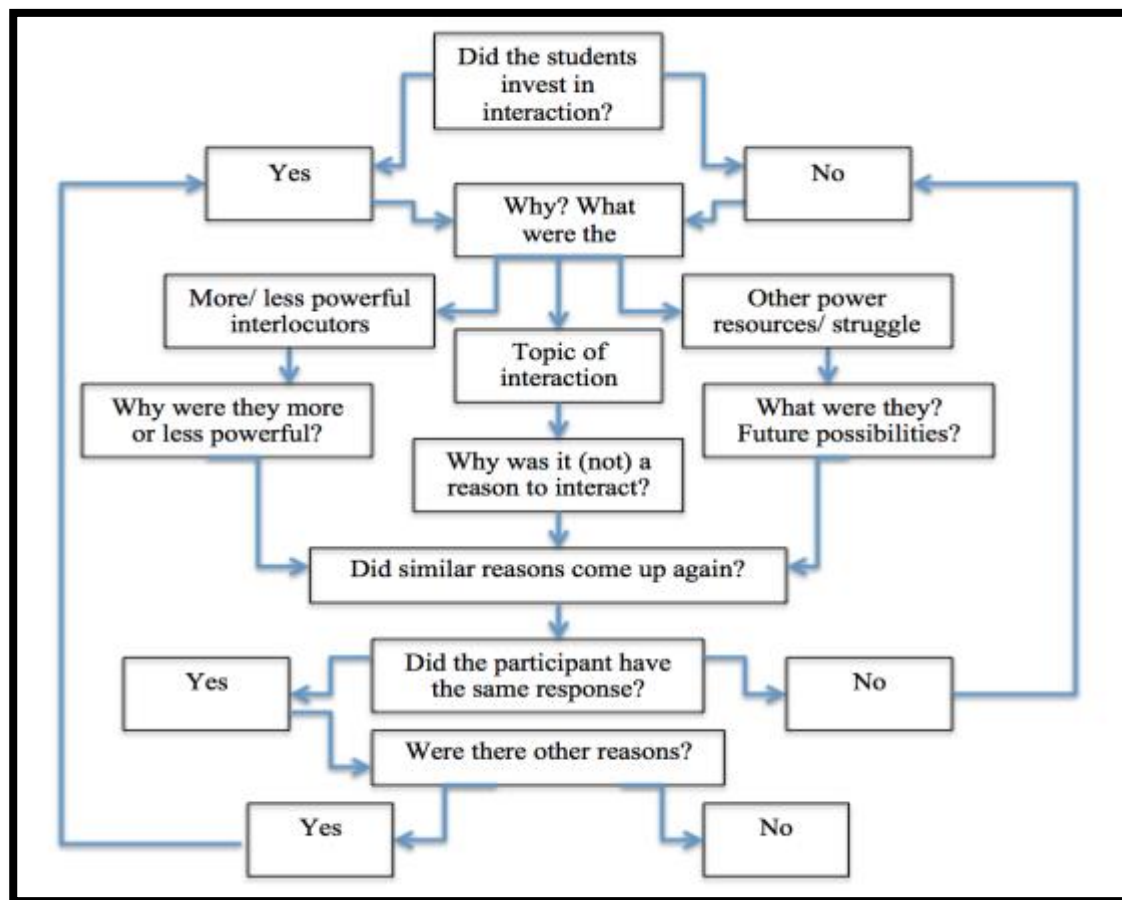 Did the students
invest in
interaction?
Yes
No
Why? What
were the
More/ less powerful
interlocutors
Other power
resources/ struggle
Topic of
interaction
Why were they more
or less powerful?
What were they?
Future possibilities?
Why was it (not) a
reason to interact?
Did similar reasons come up again?
Did the participant have
the same response?
Yes
No
Were there other reasons?
Yes
No